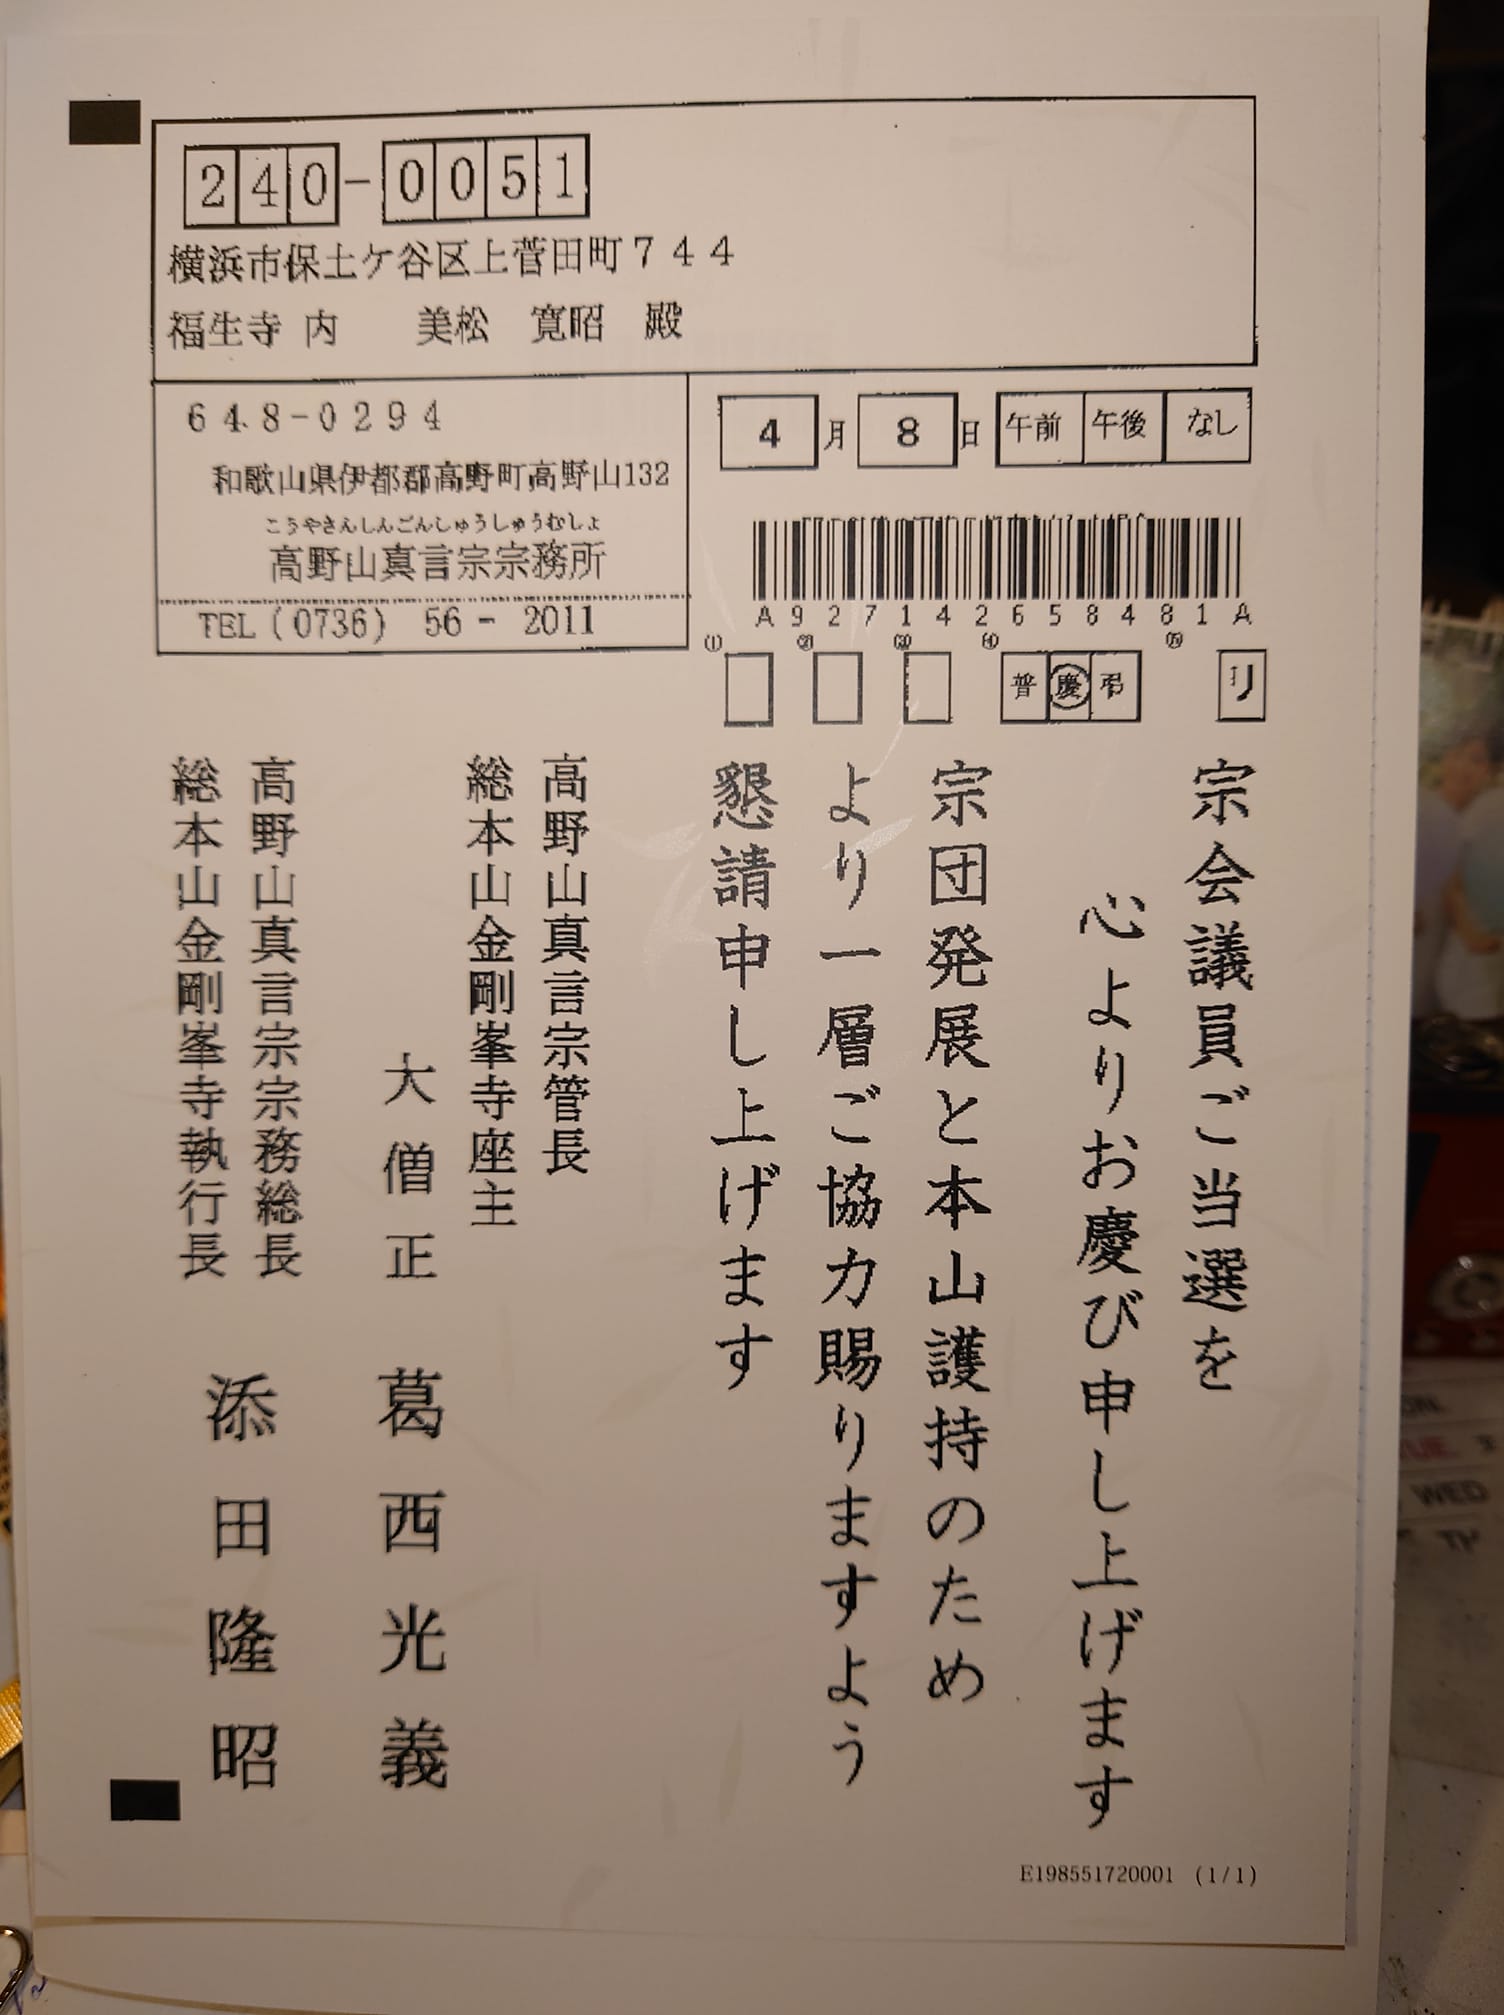 240-0051
横浜市保土ケ谷区上菅田町744
福生寺 内 美松 寛昭 殿
648-0294
和歌山県伊都郡高野町高野山132
こうやさんしんごんしゅうしゅうむしょ
高野山真言宗宗務所
TEL(0736) 56-2011
4月8日 午前 午後 なし
A927142658481A
(1) (2) (3) (4) (5)
普 慶 弔
宗会議員ご当選を
心よりお慶び申し上げます
宗団発展と本山護持のため
より一層ご協力賜りますよう
懇請申し上げます
高野山真言宗管長
総本山金剛峯寺座主
大僧正 葛西光義
高野山真言宗宗務総長
総本山金剛峯寺執行長
添田隆昭
E198551720001 (1/1)
WED